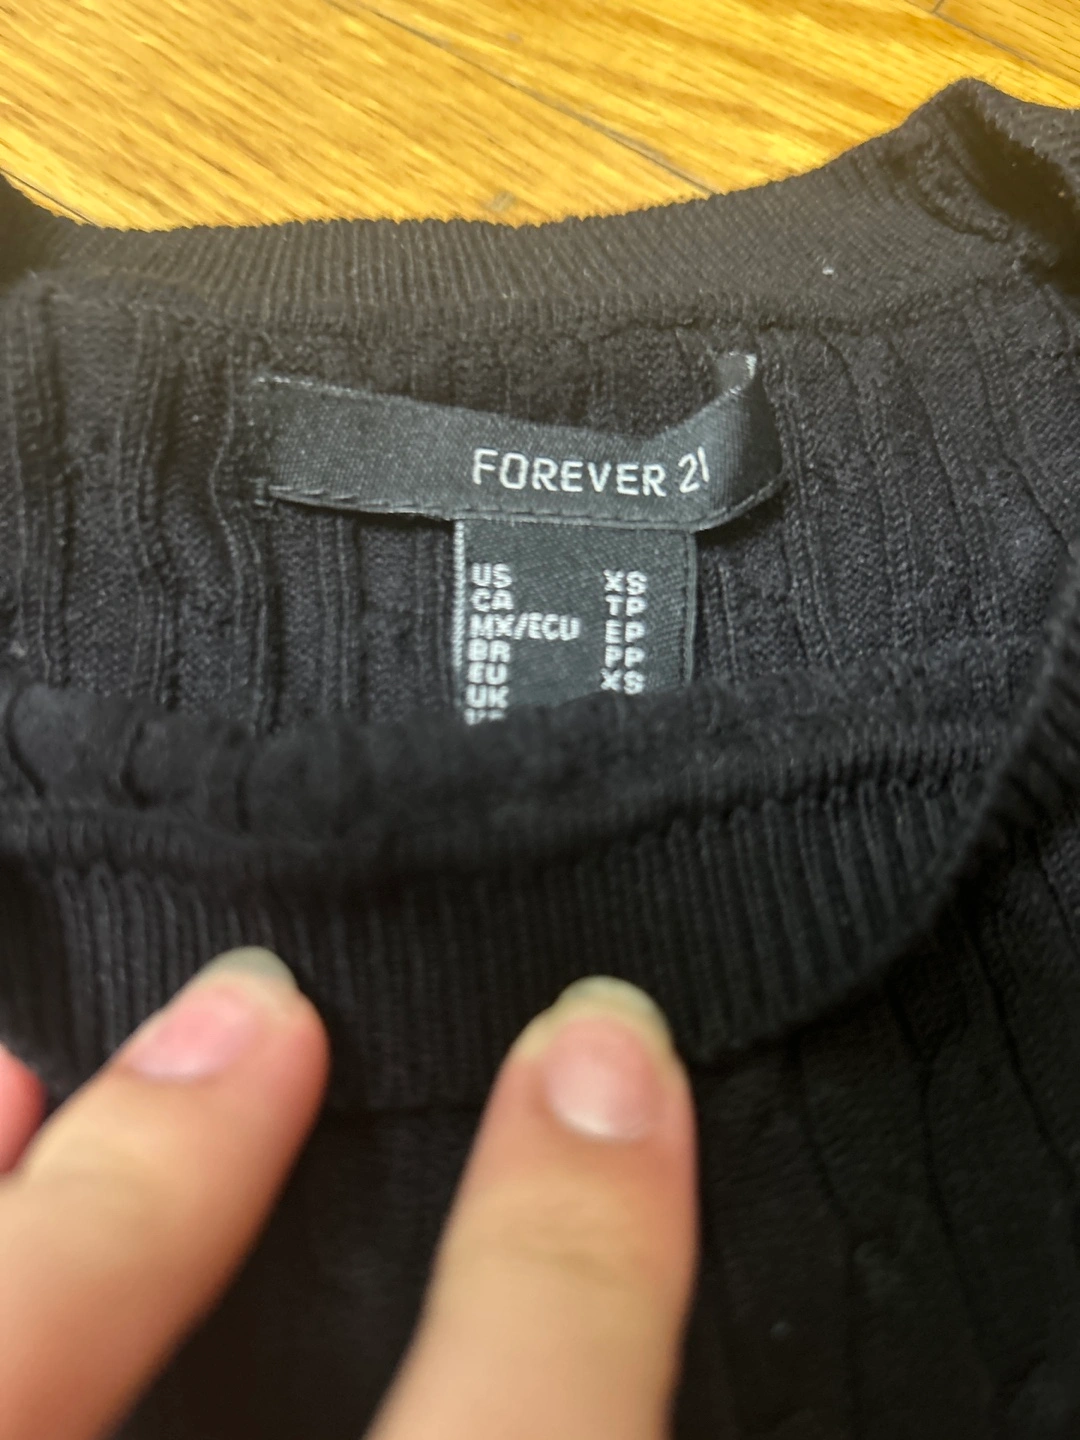 FOREVER 21
US XS
CA TP
MX/ECU EP
BR PP
EU XS
UK